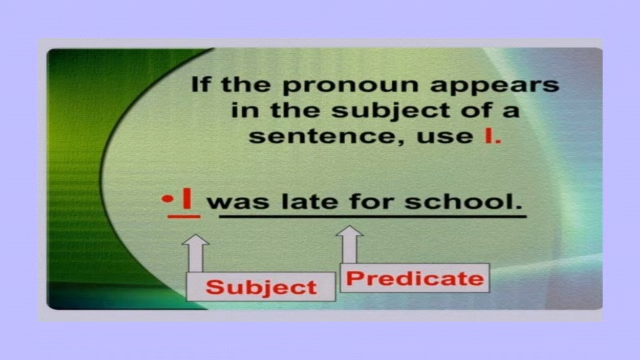 If the pronoun appears
in the subject of a
sentence, use I.
•I was late for school.
Subject
Predicate